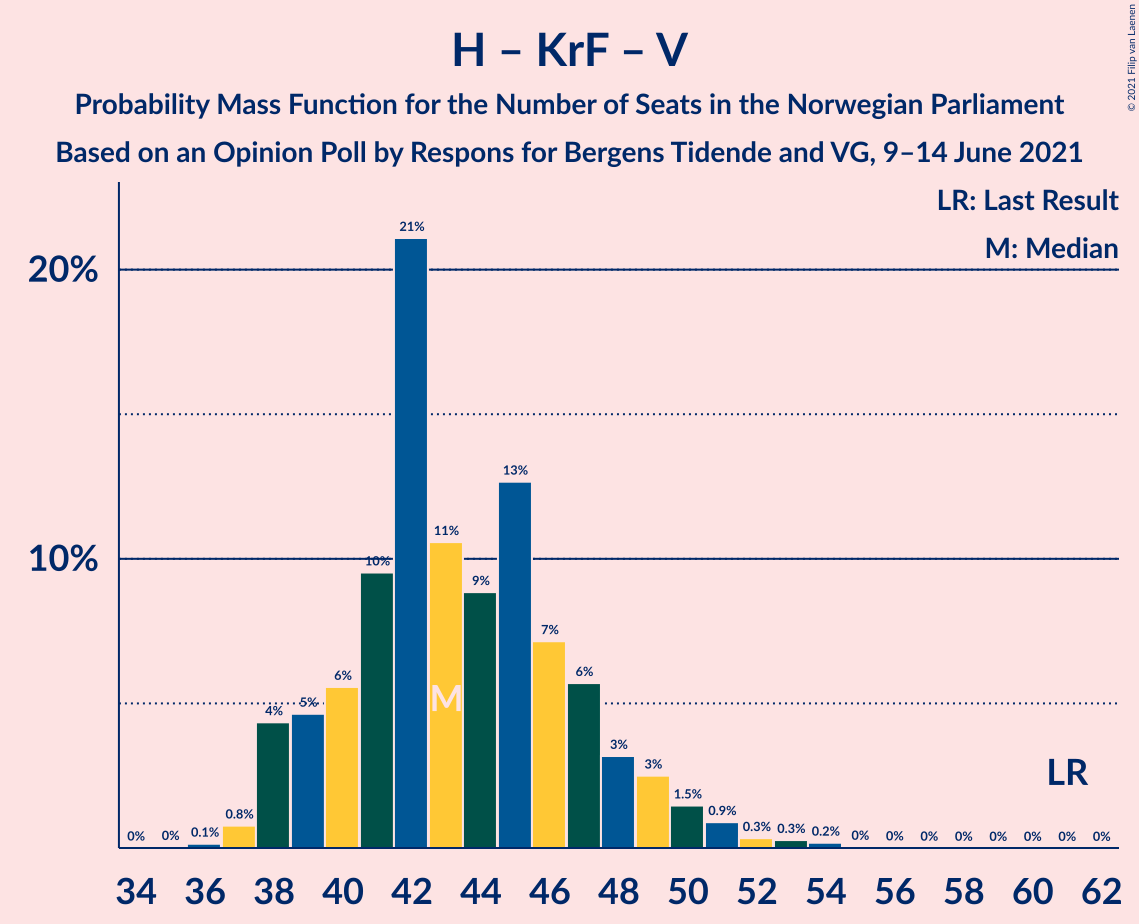 © 2021 Filip van Laenen
H – KrF – V
Probability Mass Function for the Number of Seats in the Norwegian Parliament
Based on an Opinion Poll by Respons for Bergens Tidende and VG, 9–14 June 2021
LR: Last Result
M: Median
20%
10%
0% 0% 0.1% 0.8% 4% 5% 6% 10% 21% 11% 9% 13% 7% 6% 3% 3% 1.5% 0.9% 0.3% 0.3% 0.2% 0% 0% 0% 0% 0% 0% 0% 0%
M
LR
34 36 38 40 42 44 46 48 50 52 54 56 58 60 62